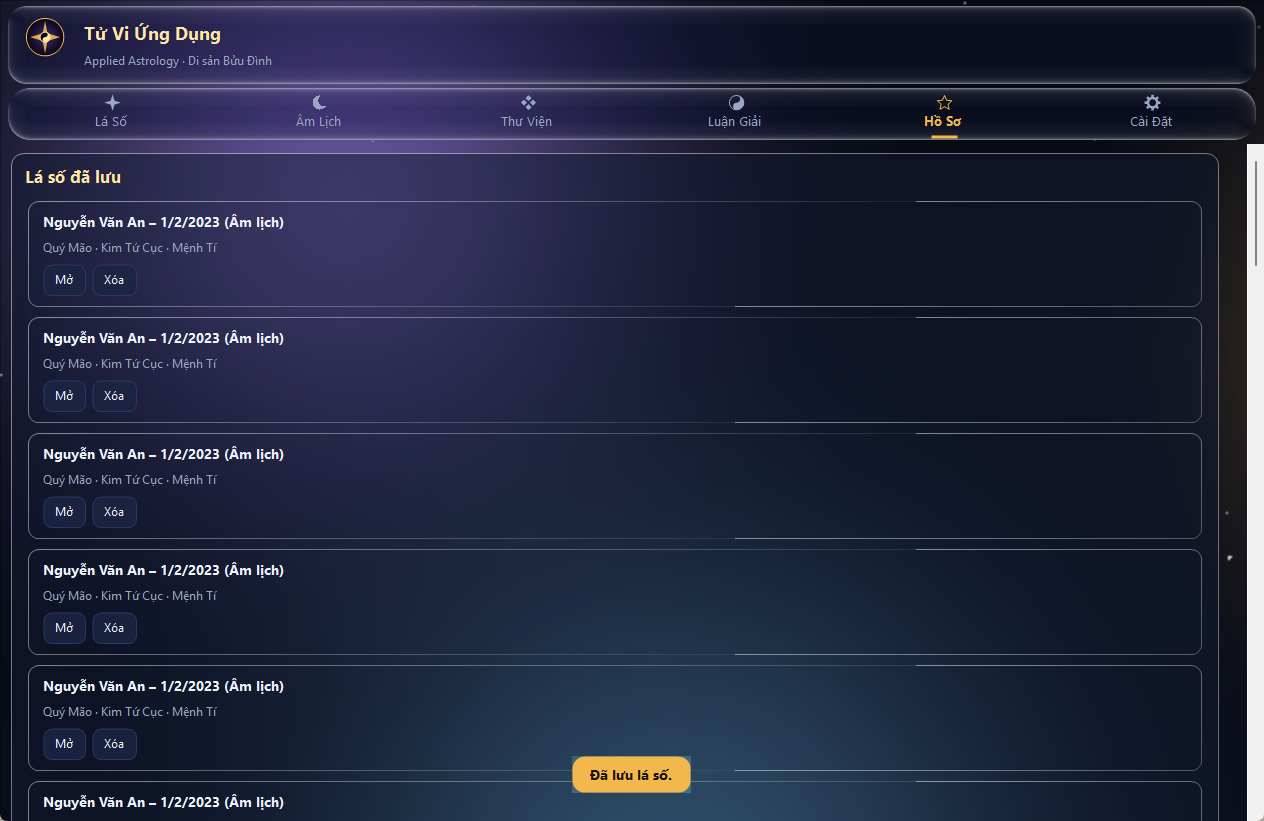 Tử Vi Ứng Dụng
Applied Astrology · Di sản Bửu Đình
Lá Số
Âm Lịch
Thư Viện
Luận Giải
Hồ Sơ
Cài Đặt
Lá số đã lưu
Nguyễn Văn An – 1/2/2023 (Âm lịch)
Quý Mão · Kim Tứ Cục · Mệnh Tí
Mở Xóa
Nguyễn Văn An – 1/2/2023 (Âm lịch)
Quý Mão · Kim Tứ Cục · Mệnh Tí
Mở Xóa
Nguyễn Văn An – 1/2/2023 (Âm lịch)
Quý Mão · Kim Tứ Cục · Mệnh Tí
Mở Xóa
Nguyễn Văn An – 1/2/2023 (Âm lịch)
Quý Mão · Kim Tứ Cục · Mệnh Tí
Mở Xóa
Nguyễn Văn An – 1/2/2023 (Âm lịch)
Quý Mão · Kim Tứ Cục · Mệnh Tí
Mở Xóa
Đã lưu lá số.
Nguyễn Văn An – 1/2/2023 (Âm lịch)